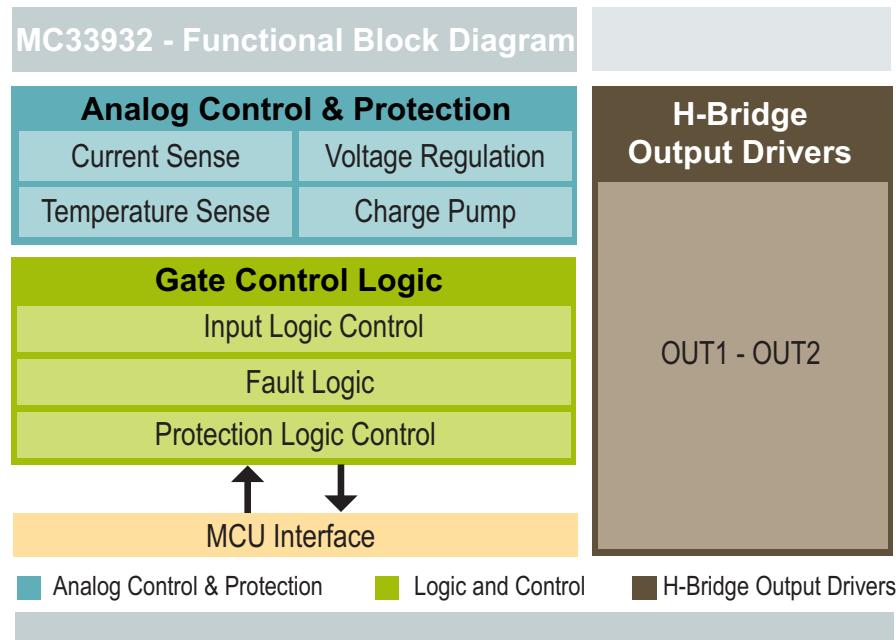 MC33932 - Functional Block Diagram
Analog Control & Protection
Current Sense
Voltage Regulation
Temperature Sense
Charge Pump
Gate Control Logic
Input Logic Control
Fault Logic
Protection Logic Control
MCU Interface
H-Bridge
Output Drivers
OUT1 - OUT2
Analog Control & Protection
Logic and Control
H-Bridge Output Drivers